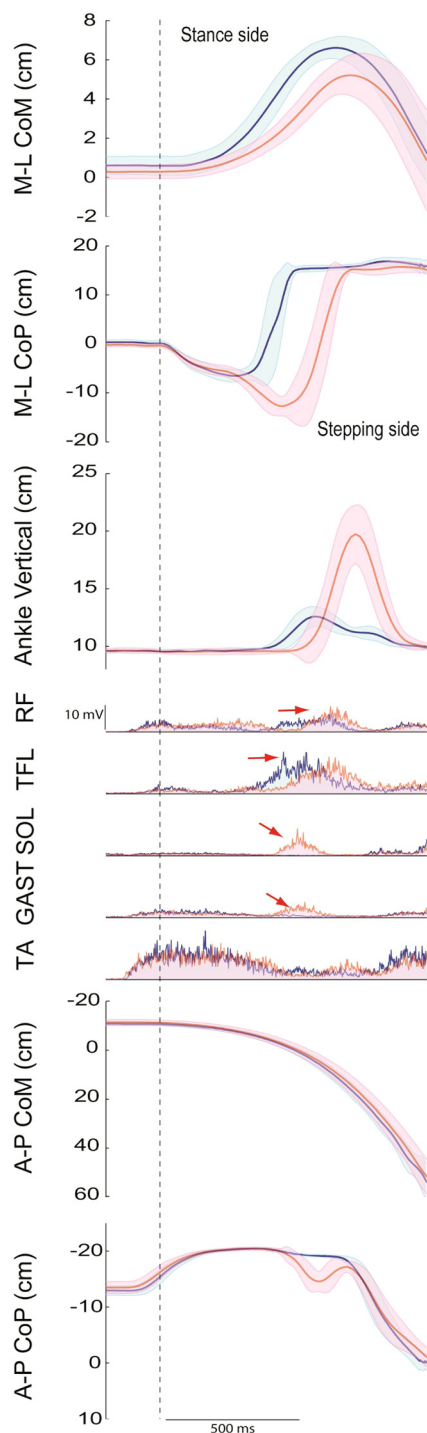 8
Stance side
6
4
2
0
-2
M-L CoM (cm)
20
10
0
-10
-20
M-L CoP (cm)
Stepping side
25
20
15
10
Ankle Vertical (cm)
10 mV
RF
TFL
SOL
GAST
TA
-20
0
20
40
60
A-P CoM (cm)
-20
-10
0
10
A-P CoP (cm)
500 ms